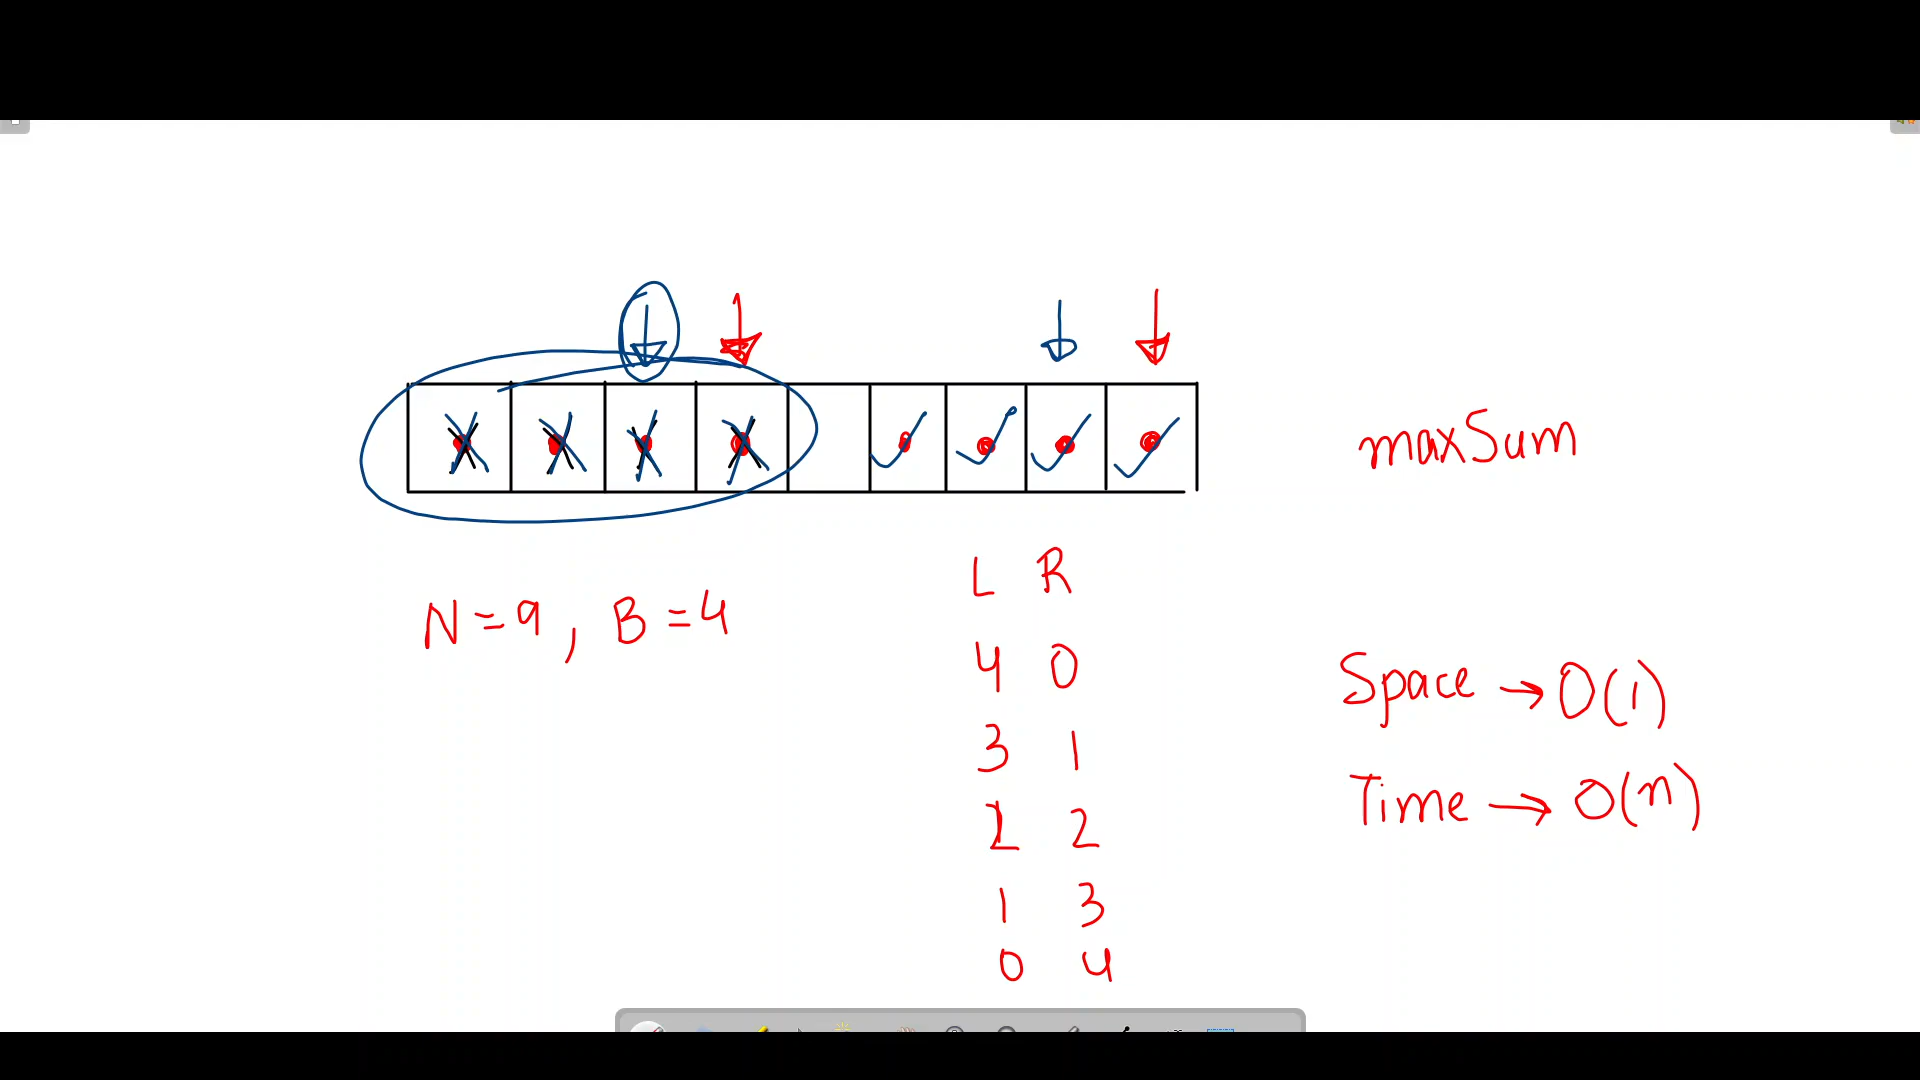 maxSum
N=9, B=4
L R
4 0
3 1
2 2
1 3
0 4
Space → O(1)
Time → O(n)